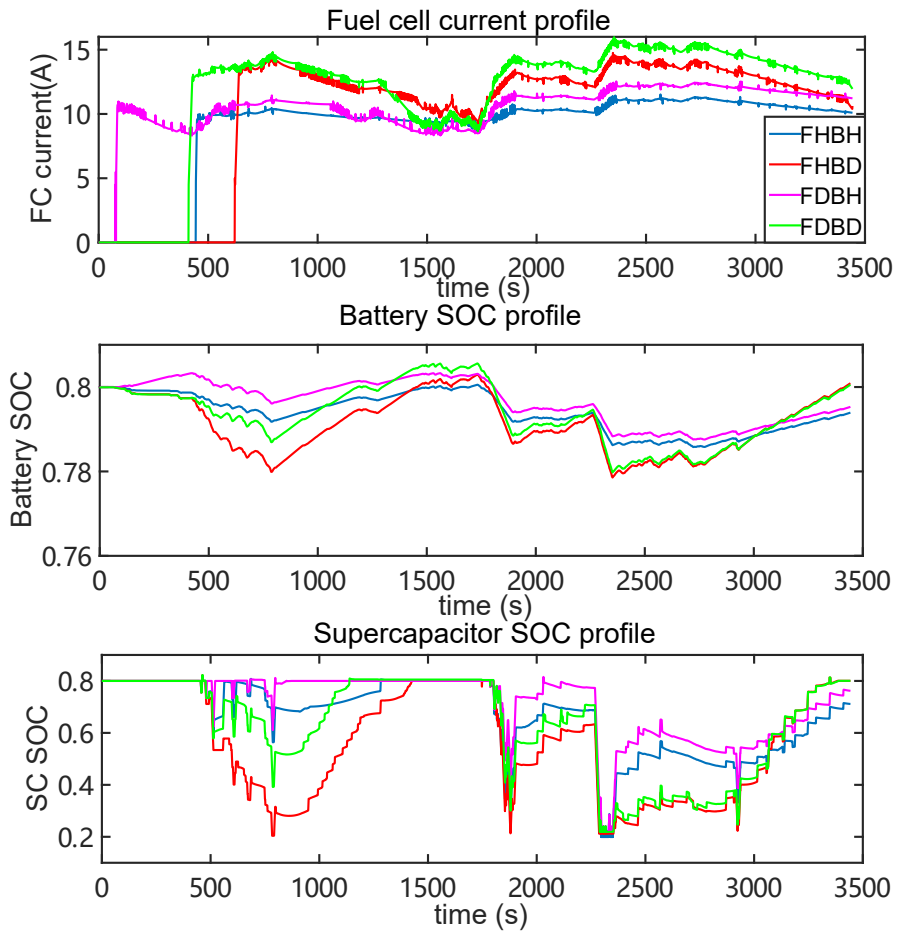 Fuel cell current profile
FC current(A)
15
10
5
0
FHBH
FHBD
FDBH
FDBD
0 500 1000 1500 2000 2500 3000 3500
time (s)
Battery SOC profile
Battery SOC
0.8
0.78
0.76
0 500 1000 1500 2000 2500 3000 3500
time (s)
Supercapacitor SOC profile
SC SOC
0.8
0.6
0.4
0.2
0 500 1000 1500 2000 2500 3000 3500
time (s)